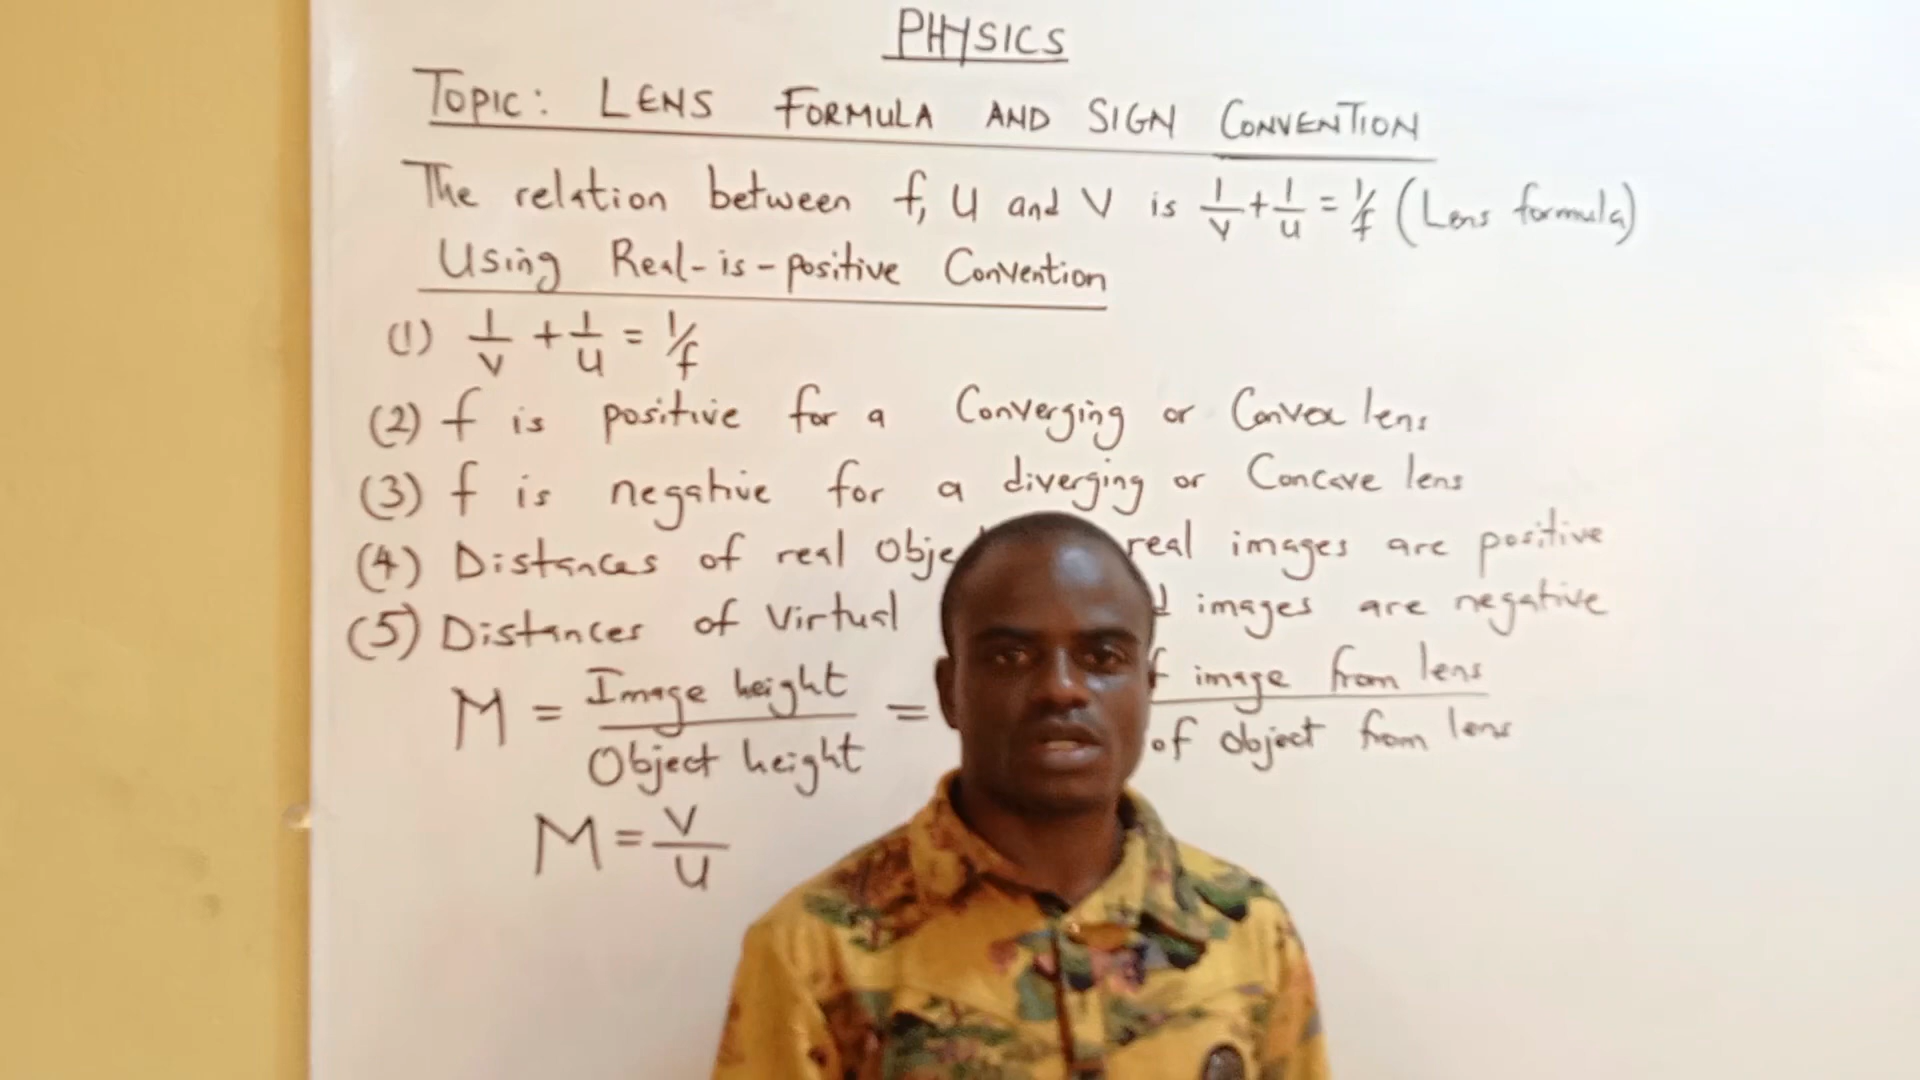 PHYSICS
TOPIC: LENS FORMULA AND SIGN CONVENTION
The relation between f, U and V is 1/V + 1/U = 1/f (Lens formula)
Using Real-is-positive Convention
(1) 1/V + 1/U = 1/f
(2) f is positive for a Converging or Convex lens
(3) f is negative for a diverging or Concave lens
(4) Distances of real real images are positive
(5) Distances of Virtual images are negative
M = Image height / Object height = image from lens / of object from lens
M = V/U